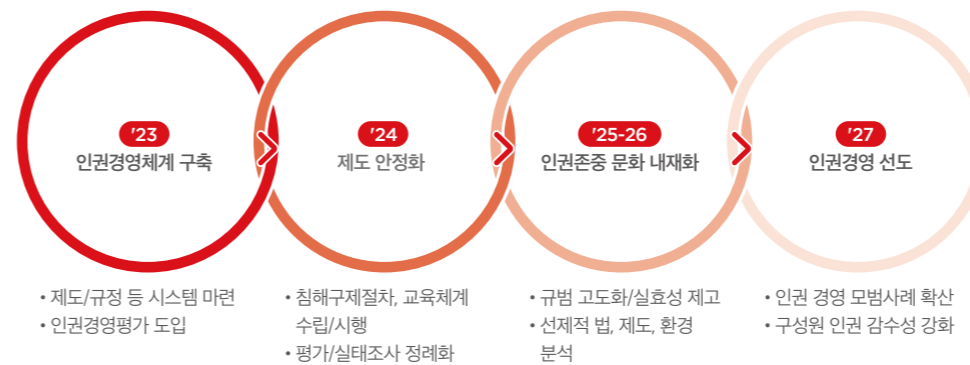 '23
인권경영체계 구축
'24
제도 안정화
'25-26
인권존중 문화 내재화
'27
인권경영 선도
• 제도/규정 등 시스템 마련
• 인권경영평가 도입
• 침해구제절차, 교육체계
수립/시행
• 평가/실태조사 정례화
• 규범 고도화/실효성 제고
• 선제적 법, 제도, 환경
분석
• 인권 경영 모범사례 확산
• 구성원 인권 감수성 강화